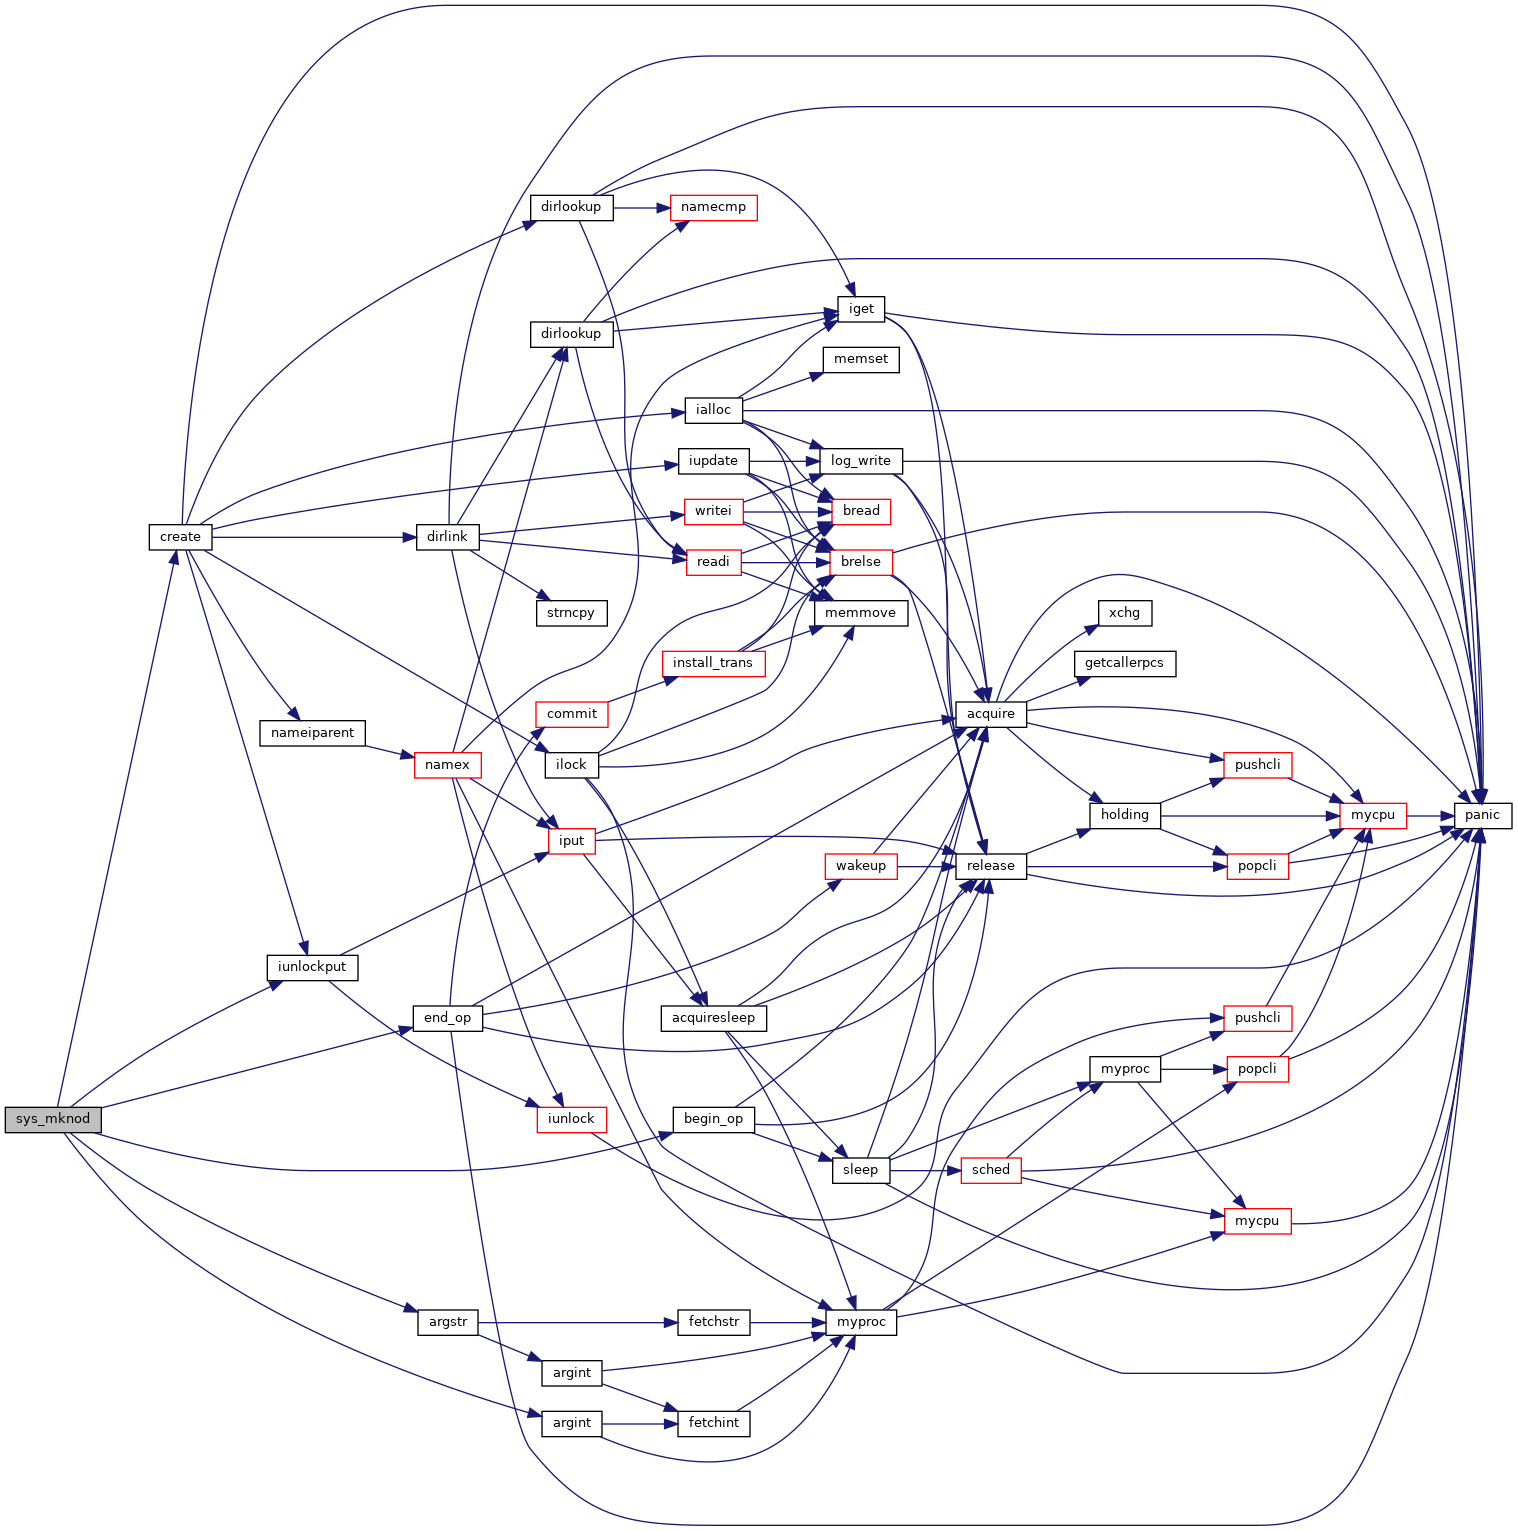 dirlookup
namecmp
iget
dirlookup
memset
ialloc
iupdate
log_write
writei
bread
create
dirlink
readi
brelse
strncpy
memmove
xchg
install_trans
getcallerpcs
commit
acquire
nameiparent
namex
ilock
pushcli
holding
mycpu
panic
iput
wakeup
release
popcli
iunlockput
end_op
acquiresleep
pushcli
myproc
popcli
sys_mknod
iunlock
begin_op
sleep
sched
mycpu
argstr
fetchstr
myproc
argint
argint
fetchint